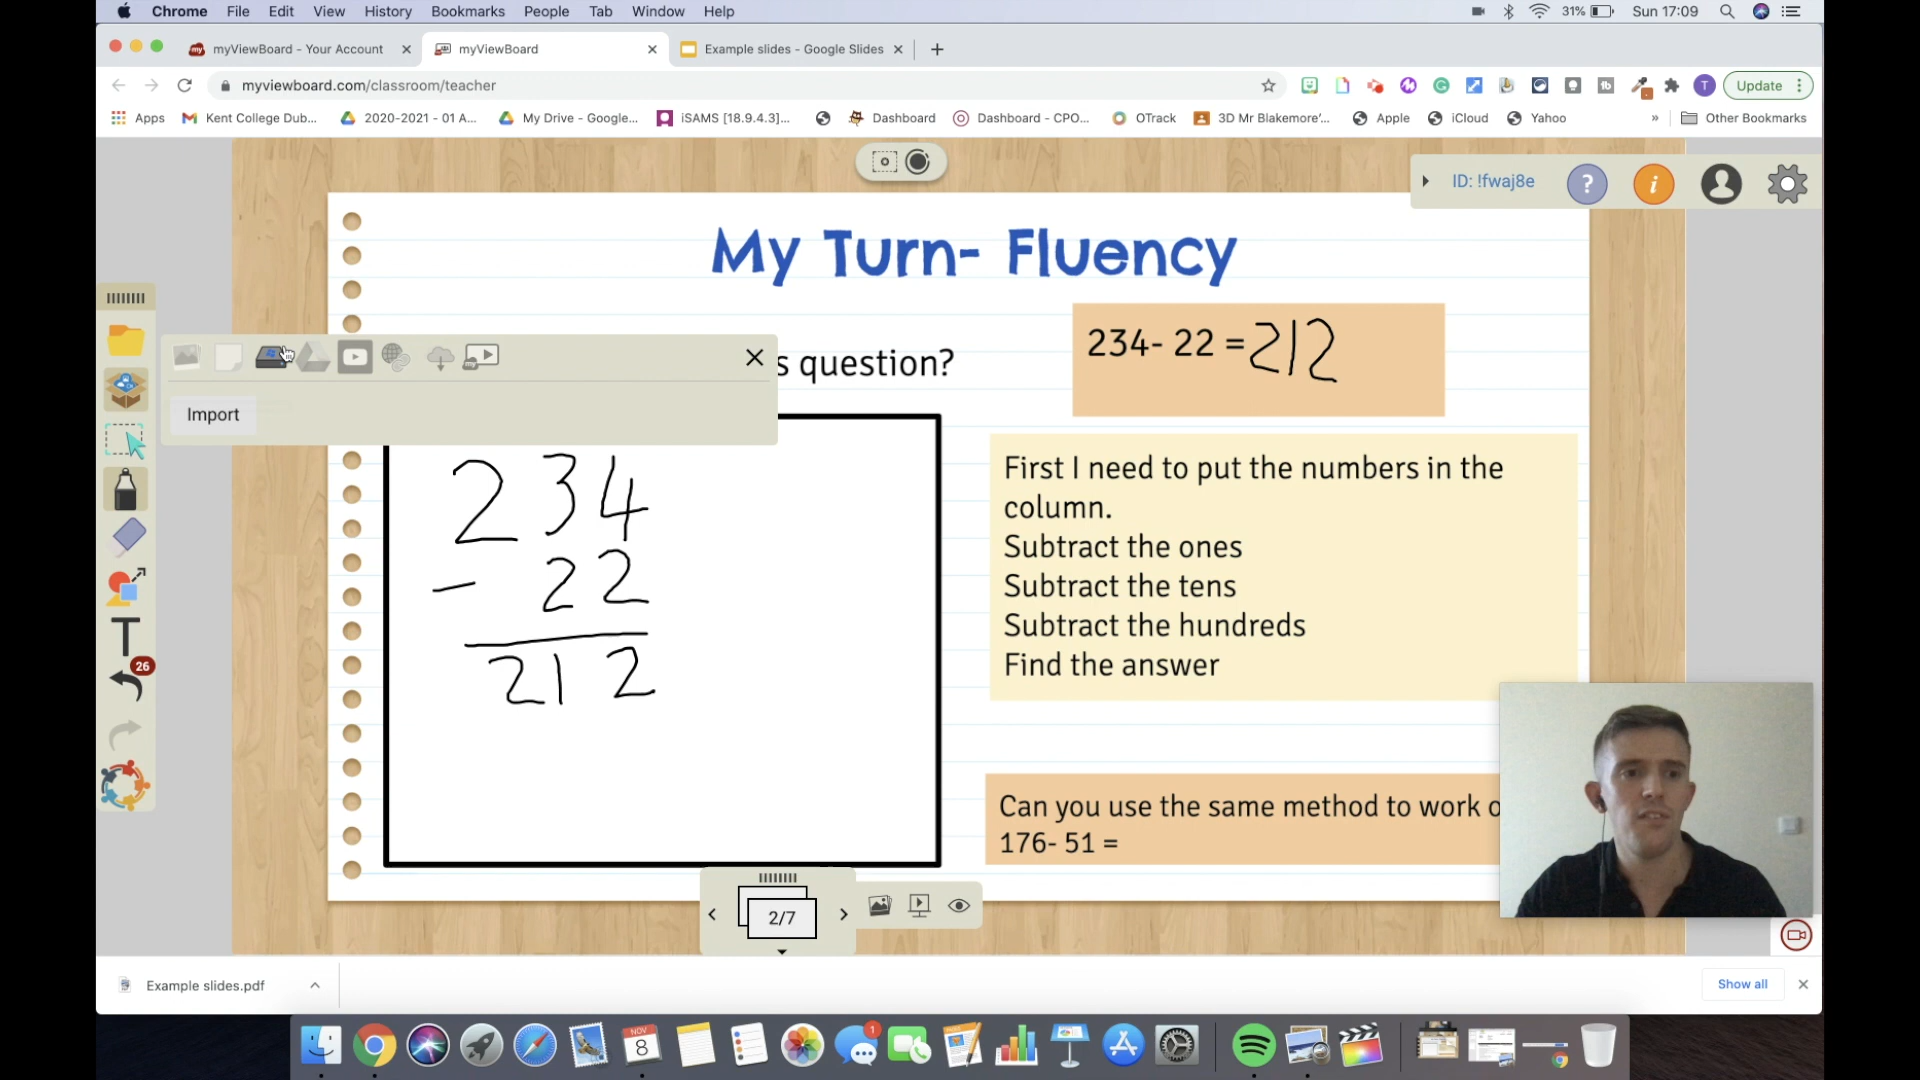 Chrome File Edit View History Bookmarks People Tab Window Help 31% Sun 17:09
myViewBoard - Your Account myViewBoard Example slides - Google Slides
myviewboard.com/classroom/teacher Update
Apps Kent College Dub... 2020-2021 - 01 A... My Drive - Google... iSAMS [18.9.4.3]... Dashboard Dashboard - CPO... OTrack 3D Mr Blakemore'... Apple iCloud Yahoo » Other Bookmarks
ID: !fwaj8e
My Turn- Fluency
234- 22 = 212
s question?
Import
234
- 22
212
First I need to put the numbers in the
column.
Subtract the ones
Subtract the tens
Subtract the hundreds
Find the answer
T
26
Can you use the same method to work o
176- 51 =
2/7
Example slides.pdf Show all
NOV
8
1